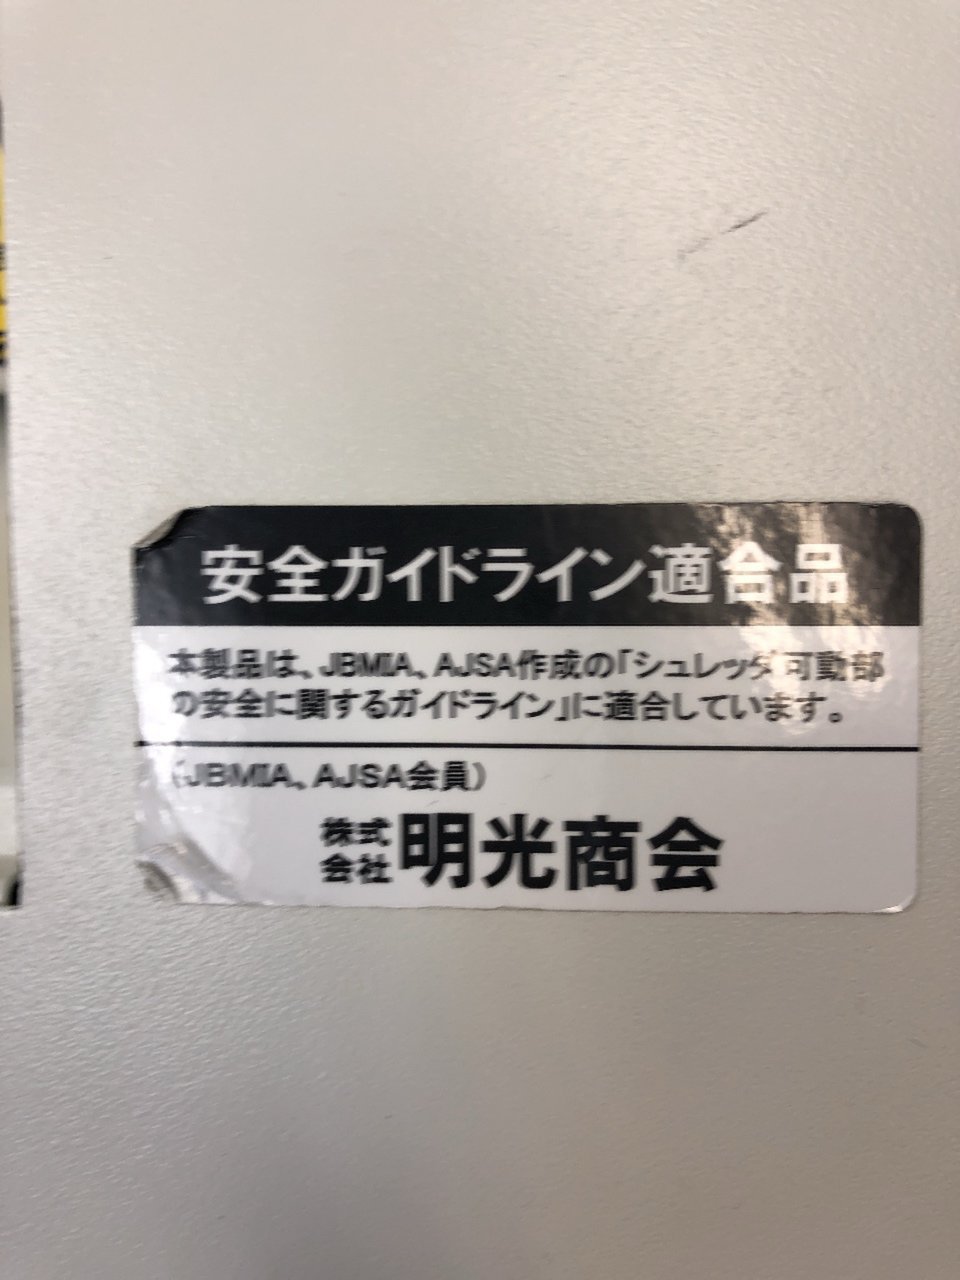 安全ガイドライン適合品
本製品は、JBMIA、AJSA作成の「シュレッダ可動部
の安全に関するガイドライン」に適合しています。
(JBMIA、AJSA会員)
株式会社 明光商会